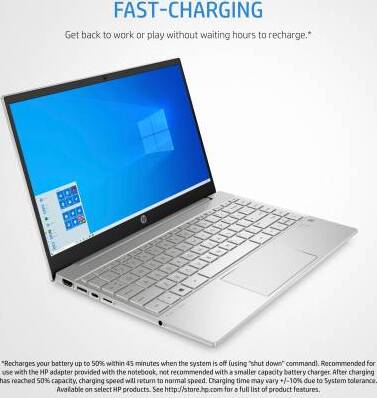 FAST-CHARGING
Get back to work or play without waiting hours to recharge.*
hp
*Recharges your battery up to 50% within 45 minutes when the system is off (using "shut down" command). Recommended for
use with the HP adapter provided with the notebook, not recommended with a smaller capacity battery charger. After charging
has reached 50% capacity, charging speed will return to normal speed. Charging time may vary +/-10% due to System tolerance.
Available on select HP products. See http://store.hp.com for a full list of product features.